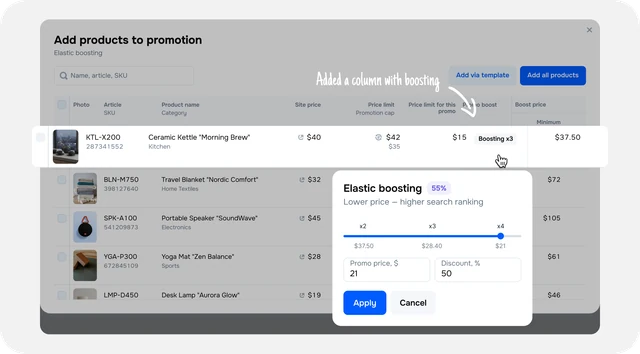 Add products to promotion
Elastic boosting
Name, article, SKU
Added a column with boosting
Add via template
Add all products
Photo
Article
SKU
Product name
Category
Site price
Price limit
Promotion cap
Price limit for this promo
Promo boost
Boost price
Minimum
KTL-X200
287341552
Ceramic Kettle "Morning Brew"
Kitchen
$40
$42
$35
$15
Boosting x3
$37.50
BLN-M750
398127640
Travel Blanket "Nordic Comfort"
Home Textiles
$32
$72
SPK-A100
541209873
Portable Speaker "SoundWave"
Electronics
$45
$105
YGA-P300
672845109
Yoga Mat "Zen Balance"
Sports
$28
$61
LMP-D450
Desk Lamp "Aurora Glow"
$19
$46
Elastic boosting 55%
Lower price — higher search ranking
x2 x3 x4
$37.50 $28.40 $21
Promo price, $
21
Discount, %
50
Apply
Cancel